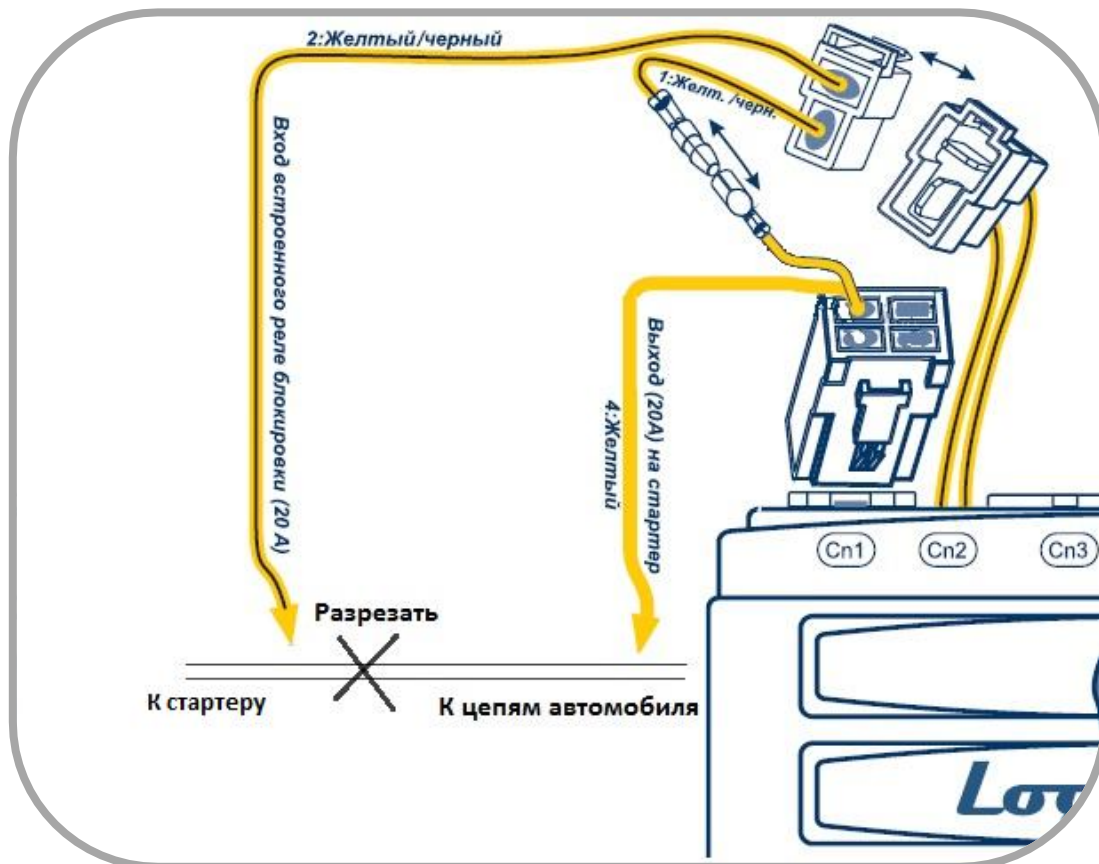 2:Желтый/черный
1:Желт. /черн.
Вход встроенного реле блокировки (20 А)
Выход (20А) на стартер
4:Желтый
Cn1
Cn2
Cn3
Разрезать
К стартеру
К цепям автомобиля